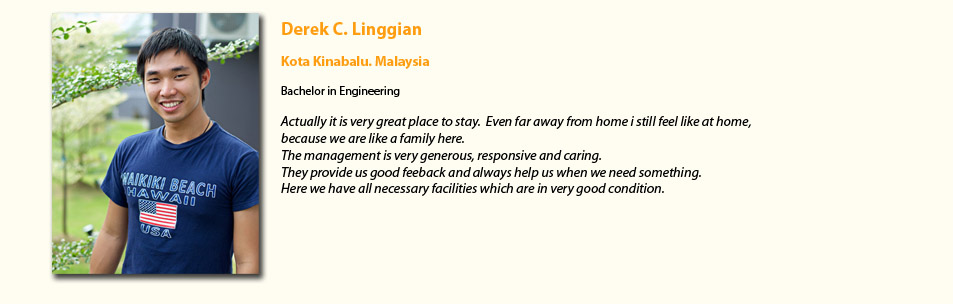 Derek C. Linggian
Kota Kinabalu. Malaysia
Bachelor in Engineering
Actually it is very great place to stay. Even far away from home i still feel like at home,
because we are like a family here.
The management is very generous, responsive and caring.
They provide us good feeback and always help us when we need something.
Here we have all necessary facilities which are in very good condition.
WAIKIKI BEACH
HAWAII
USA